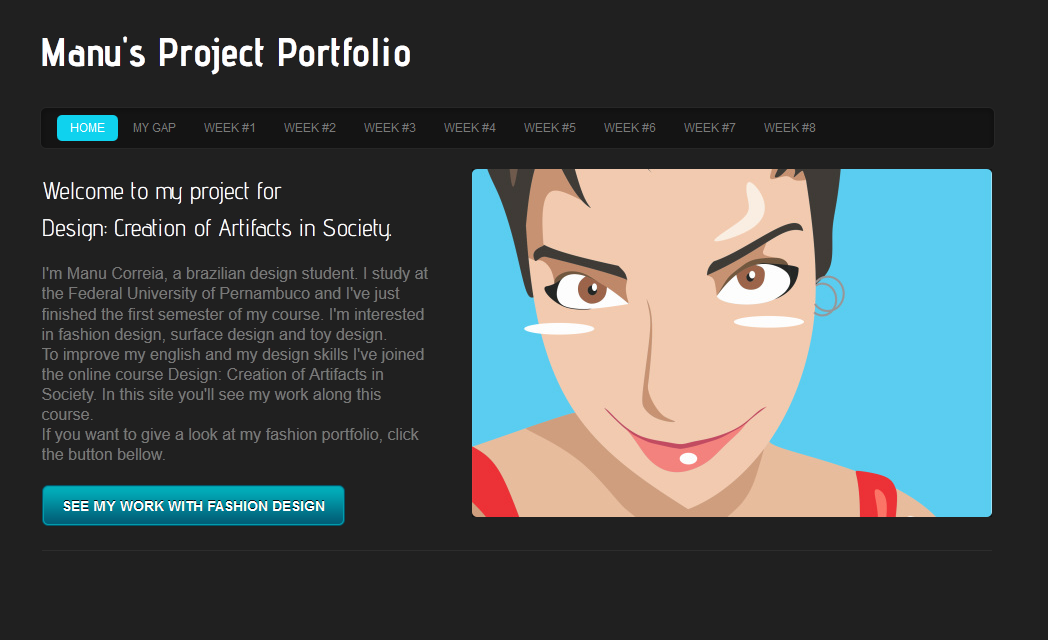 Manu's Project Portfolio
HOME MY GAP WEEK #1 WEEK #2 WEEK #3 WEEK #4 WEEK #5 WEEK #6 WEEK #7 WEEK #8
Welcome to my project for
Design: Creation of Artifacts in Society.
I'm Manu Correia, a brazilian design student. I study at
the Federal University of Pernambuco and I've just
finished the first semester of my course. I'm interested
in fashion design, surface design and toy design.
To improve my english and my design skills I've joined
the online course Design: Creation of Artifacts in
Society. In this site you'll see my work along this
course.
If you want to give a look at my fashion portfolio, click
the button bellow.
SEE MY WORK WITH FASHION DESIGN